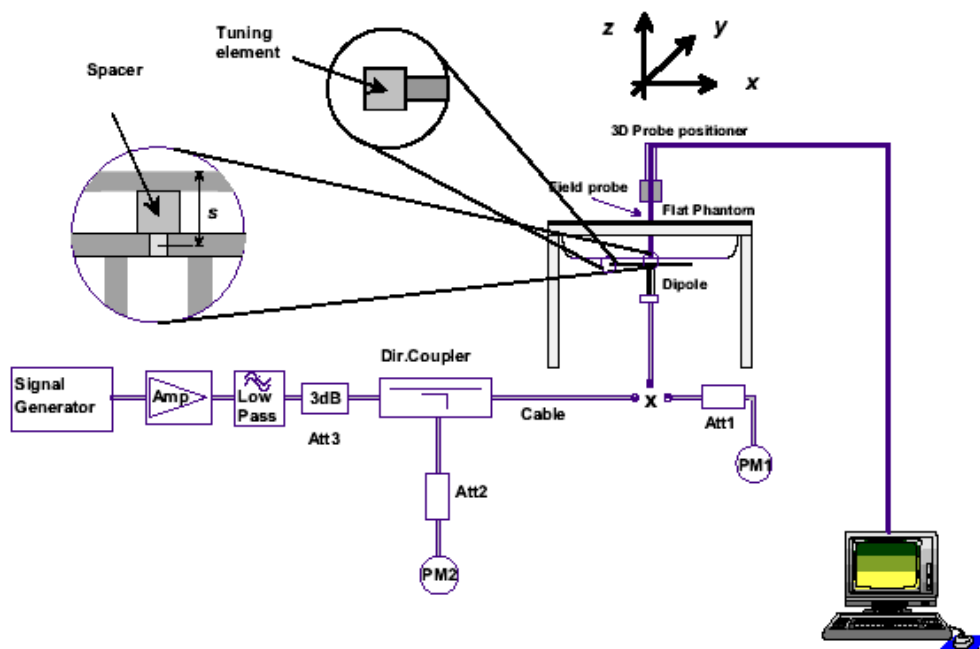 Tuning
element
Spacer
s
z
y
x
3D Probe positioner
Field probe
Flat Phantom
Dipole
Signal
Generator
Amp
Low
Pass
3dB
Att3
Dir.Coupler
Cable
x
Att1
PM1
Att2
PM2